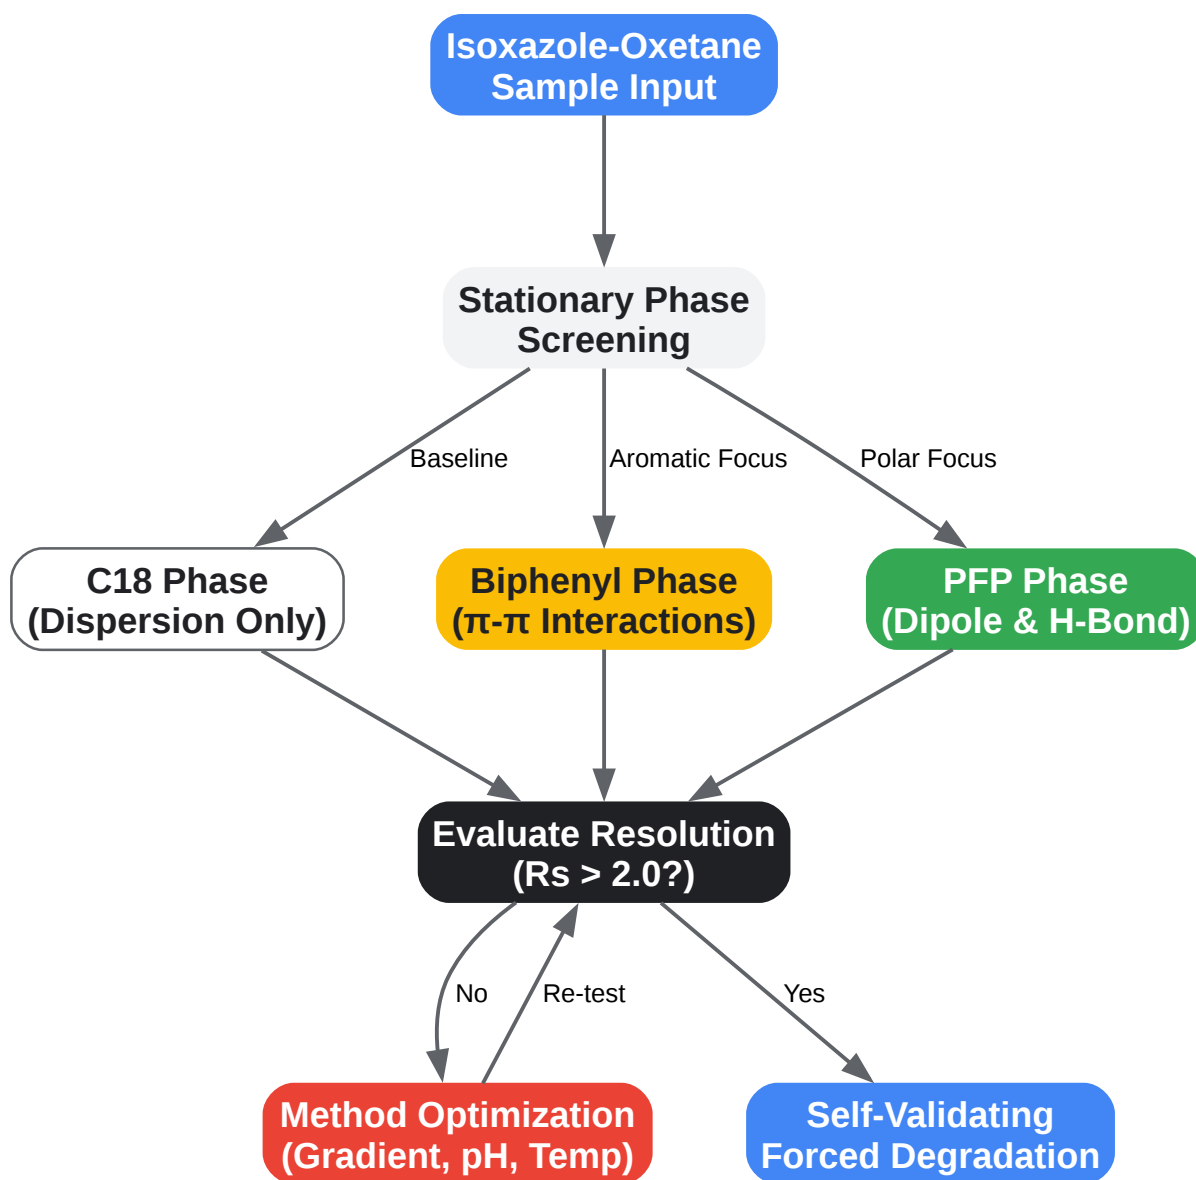 Isoxazole-Oxetane
Sample Input
Stationary Phase
Screening
Baseline
Aromatic Focus
Polar Focus
C18 Phase
(Dispersion Only)
Biphenyl Phase
(π-π Interactions)
PFP Phase
(Dipole & H-Bond)
Evaluate Resolution
(Rs > 2.0?)
No
Re-test
Yes
Method Optimization
(Gradient, pH, Temp)
Self-Validating
Forced Degradation